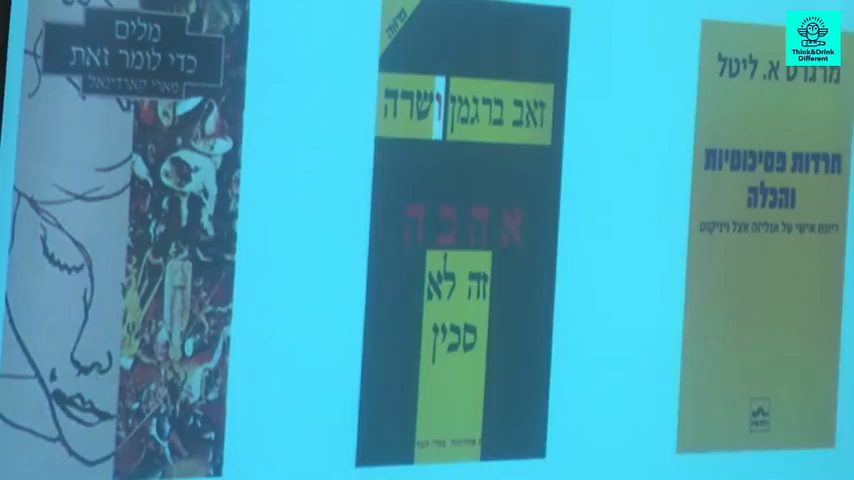 מלים
כדי לומר זאת
מארי קארדינאל
זאב ברגמן ושרה
אהבה
זה לא
סכין
מרגרט א. ליטל
חרדות פסיכוטיות
והכלה
דיווח אישי על אנליזה אצל ויניקוט
Think&Drink
Different